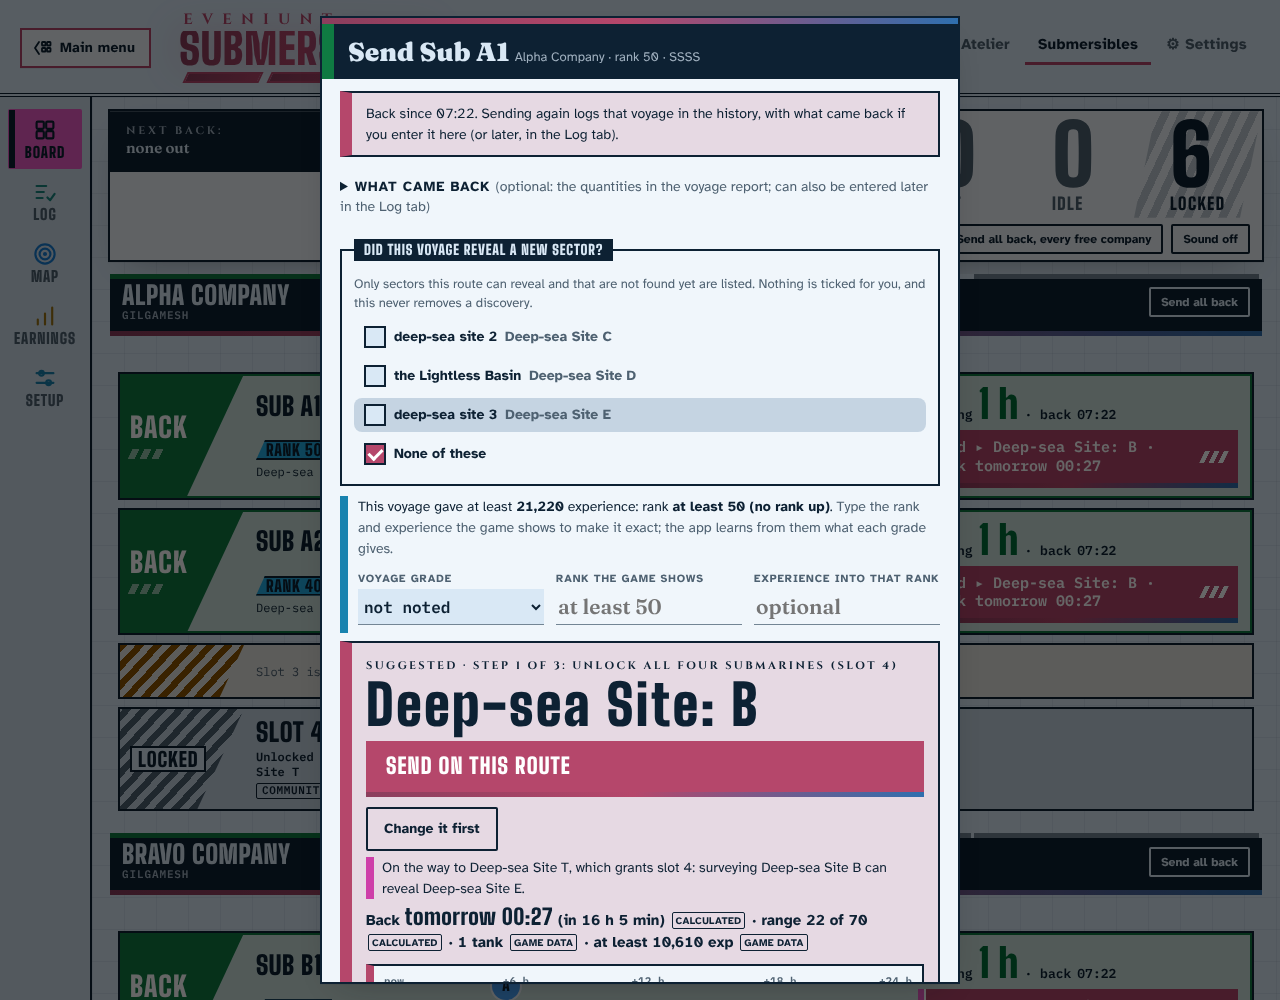 Main menu
EVENIUNT
SUBMERS
Atelier
Submersibles
⚙ Settings
BOARD
LOG
MAP
EARNINGS
SETUP
NEXT BACK:
none out
0
IDLE
6
LOCKED
Send all back, every free company
Sound off
ALPHA COMPANY
GILGAMESH
Send all back
BACK
SUB A1
RANK 50
Deep-sea
1 h · back 07:22
▸ Deep-sea Site: B ·
tomorrow 00:27
BACK
SUB A2
RANK 40
Deep-sea
1 h · back 07:22
▸ Deep-sea Site: B ·
tomorrow 00:27
Slot 3 is
LOCKED
SLOT 4
Unlocked
Site T
COMMUNIT
BRAVO COMPANY
GILGAMESH
Send all back
BACK
SUB B1
1 h · back 07:22
Send Sub A1 Alpha Company · rank 50 · SSSS
Back since 07:22. Sending again logs that voyage in the history, with what came back if
you enter it here (or later, in the Log tab).
▶ WHAT CAME BACK (optional: the quantities in the voyage report; can also be entered later
in the Log tab)
DID THIS VOYAGE REVEAL A NEW SECTOR?
Only sectors this route can reveal and that are not found yet are listed. Nothing is ticked for you, and
this never removes a discovery.
deep-sea site 2 Deep-sea Site C
the Lightless Basin Deep-sea Site D
deep-sea site 3 Deep-sea Site E
None of these
This voyage gave at least 21,220 experience: rank at least 50 (no rank up). Type the rank
and experience the game shows to make it exact; the app learns from them what each grade
gives.
VOYAGE GRADE
RANK THE GAME SHOWS
EXPERIENCE INTO THAT RANK
not noted
at least 50
optional
SUGGESTED · STEP 1 OF 3: UNLOCK ALL FOUR SUBMARINES (SLOT 4)
Deep-sea Site: B
SEND ON THIS ROUTE
Change it first
On the way to Deep-sea Site T, which grants slot 4: surveying Deep-sea Site B can
reveal Deep-sea Site E.
Back tomorrow 00:27 (in 16 h 5 min) CALCULATED · range 22 of 70
CALCULATED · 1 tank GAME DATA · at least 10,610 exp GAME DATA
now +6 h +12 h +18 h +24 h